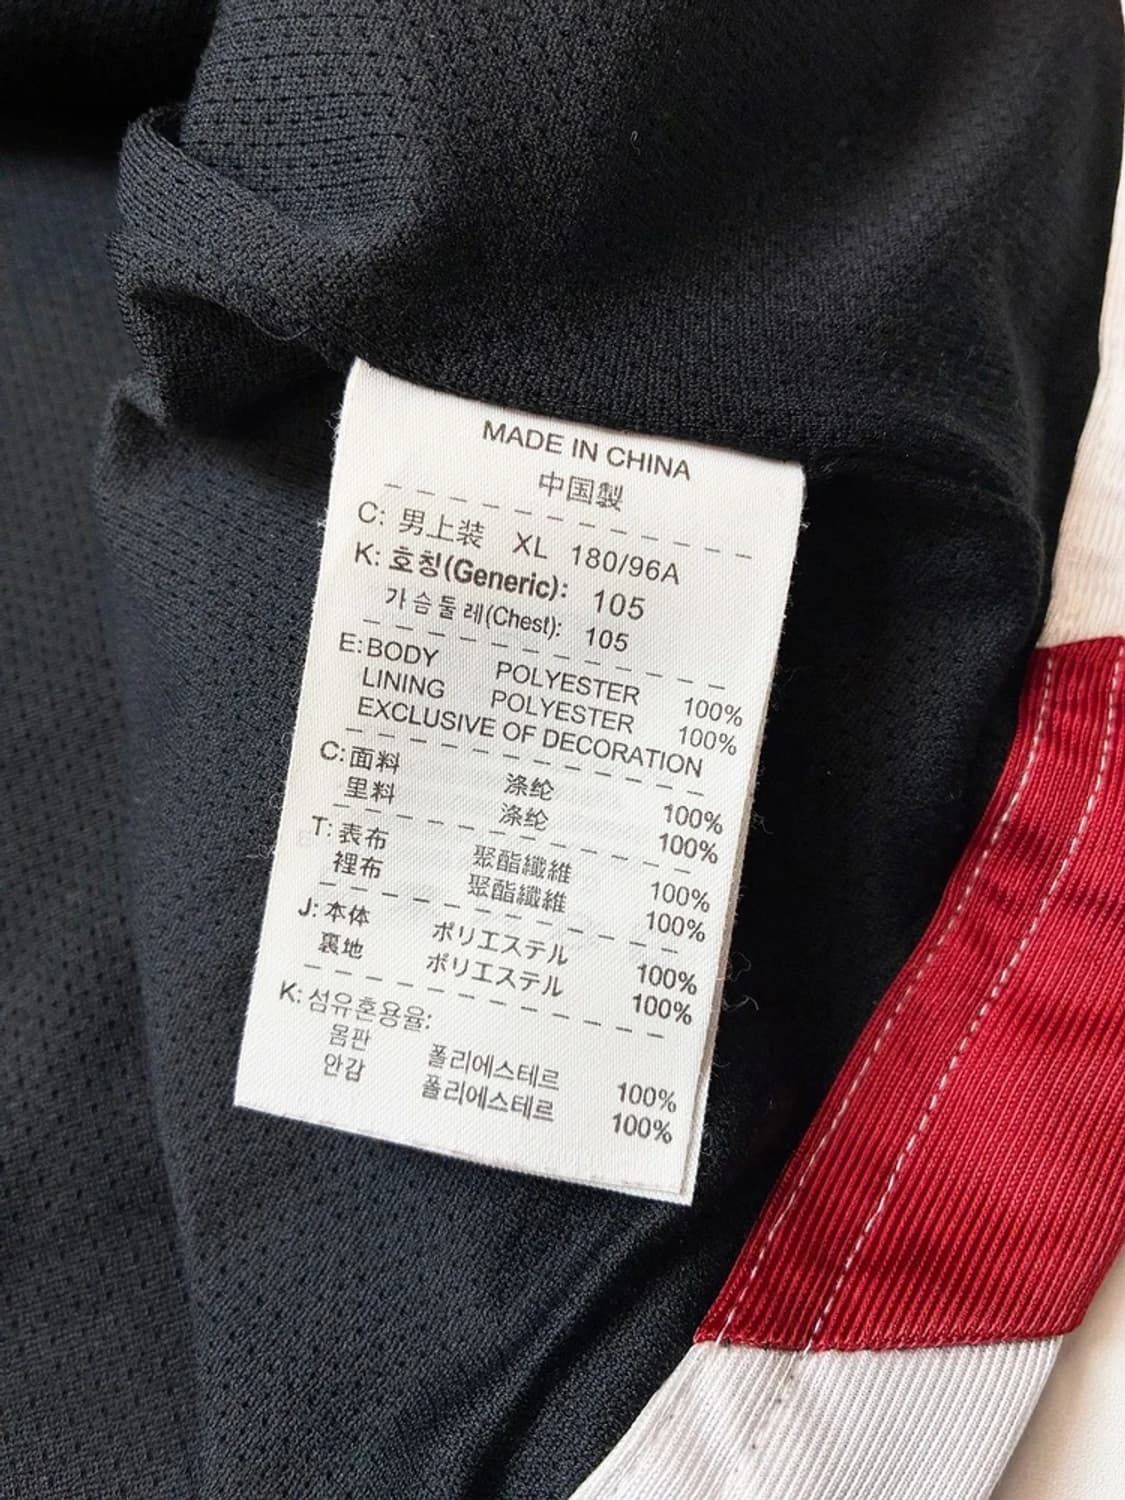 MADE IN CHINA
中国製
C: 男上装 XL 180/96A
K: 호칭(Generic): 105
가슴둘레(Chest): 105
E: BODY POLYESTER 100%
LINING POLYESTER 100%
EXCLUSIVE OF DECORATION
C: 面料 涤纶 100%
里料 涤纶 100%
T: 表布 聚酯纖維 100%
裡布 聚酯纖維 100%
J: 本体 ポリエステル 100%
裏地 ポリエステル 100%
K: 섬유혼용율:
몸판 폴리에스테르 100%
안감 폴리에스테르 100%